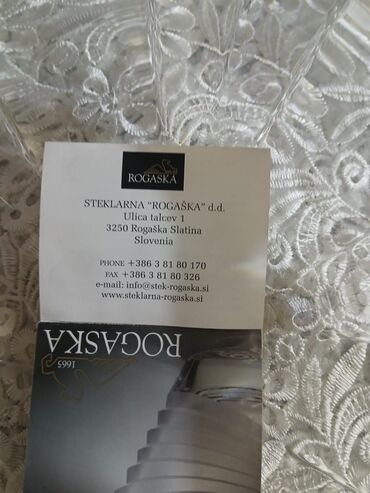 ROGAŠKA
STEKLARNA “ROGAŠKA” d.d.
Ulica talcev 1
3250 Rogaška Slatina
Slovenia
PHONE +386 3 81 80 170
FAX +386 3 81 80 326
e-mail: info@stek-rogaska.si
www.steklarna-rogaska.si
ROGAŠKA
1665